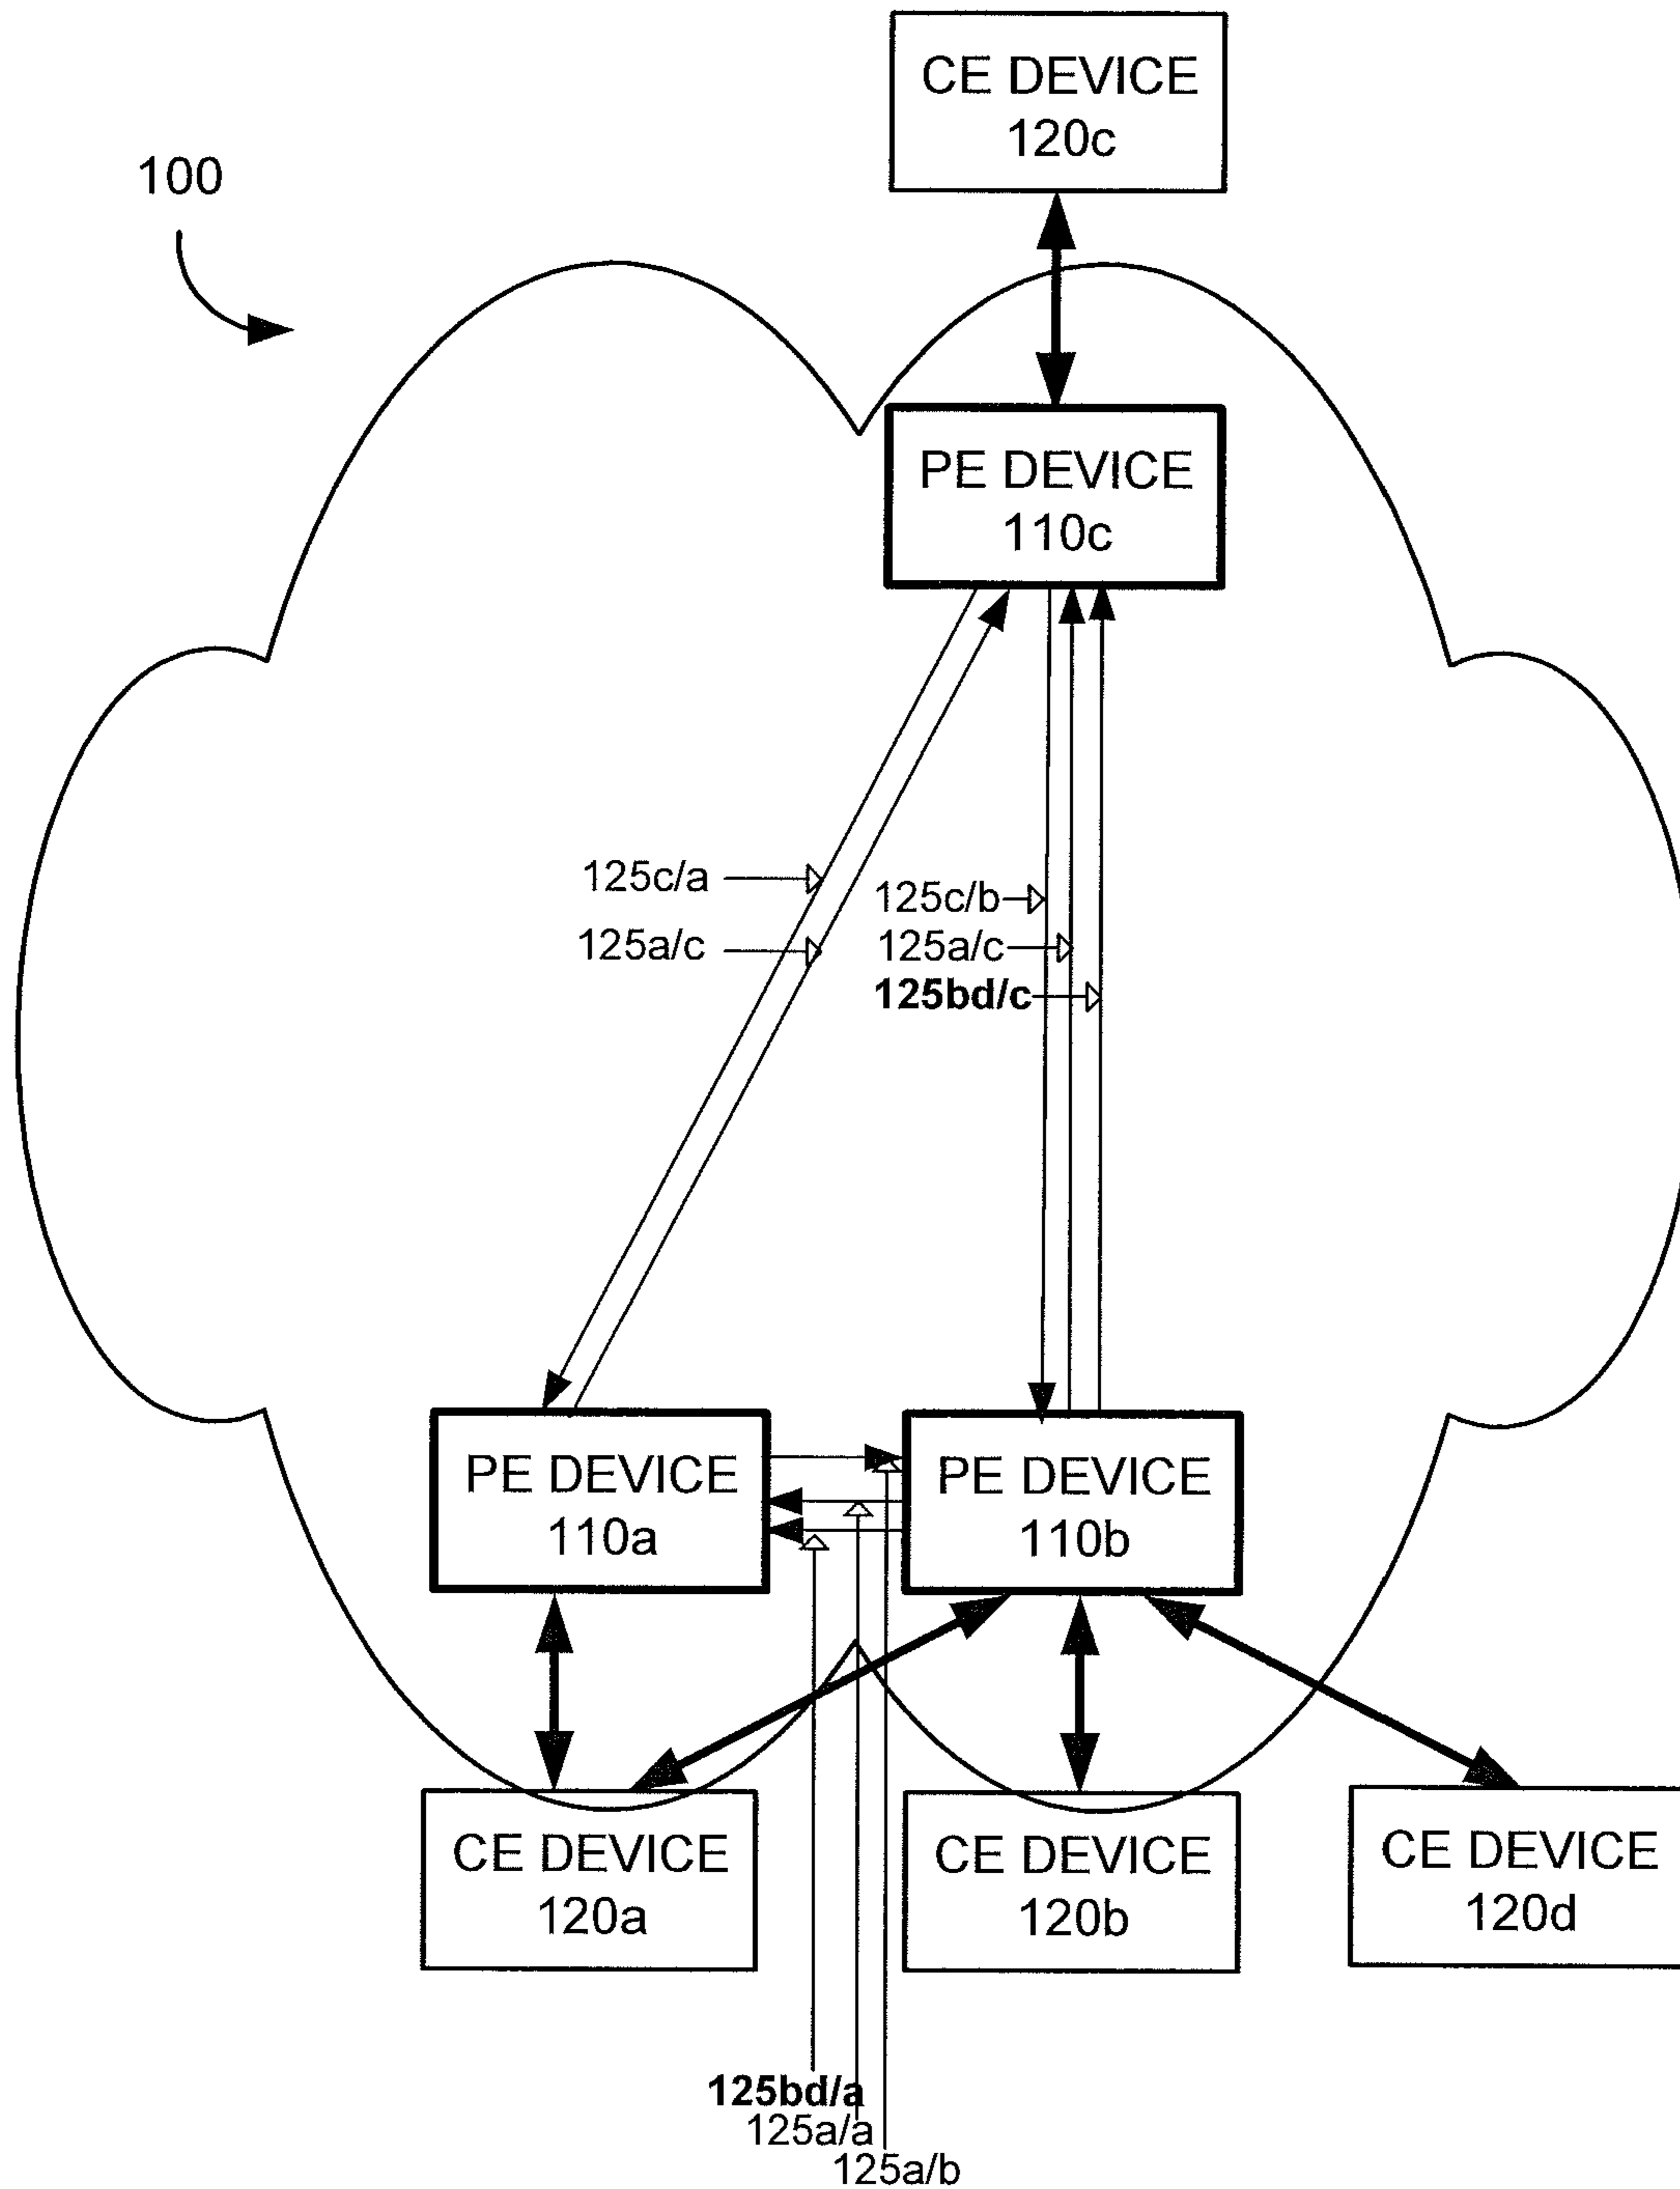 CE DEVICE
120c
100
PE DEVICE
110c
125c/a
125a/c
125c/b
125a/c
125bd/c
PE DEVICE
110a
PE DEVICE
110b
CE DEVICE
120a
CE DEVICE
120b
CE DEVICE
120d
125bd/a
125a/a
125a/b